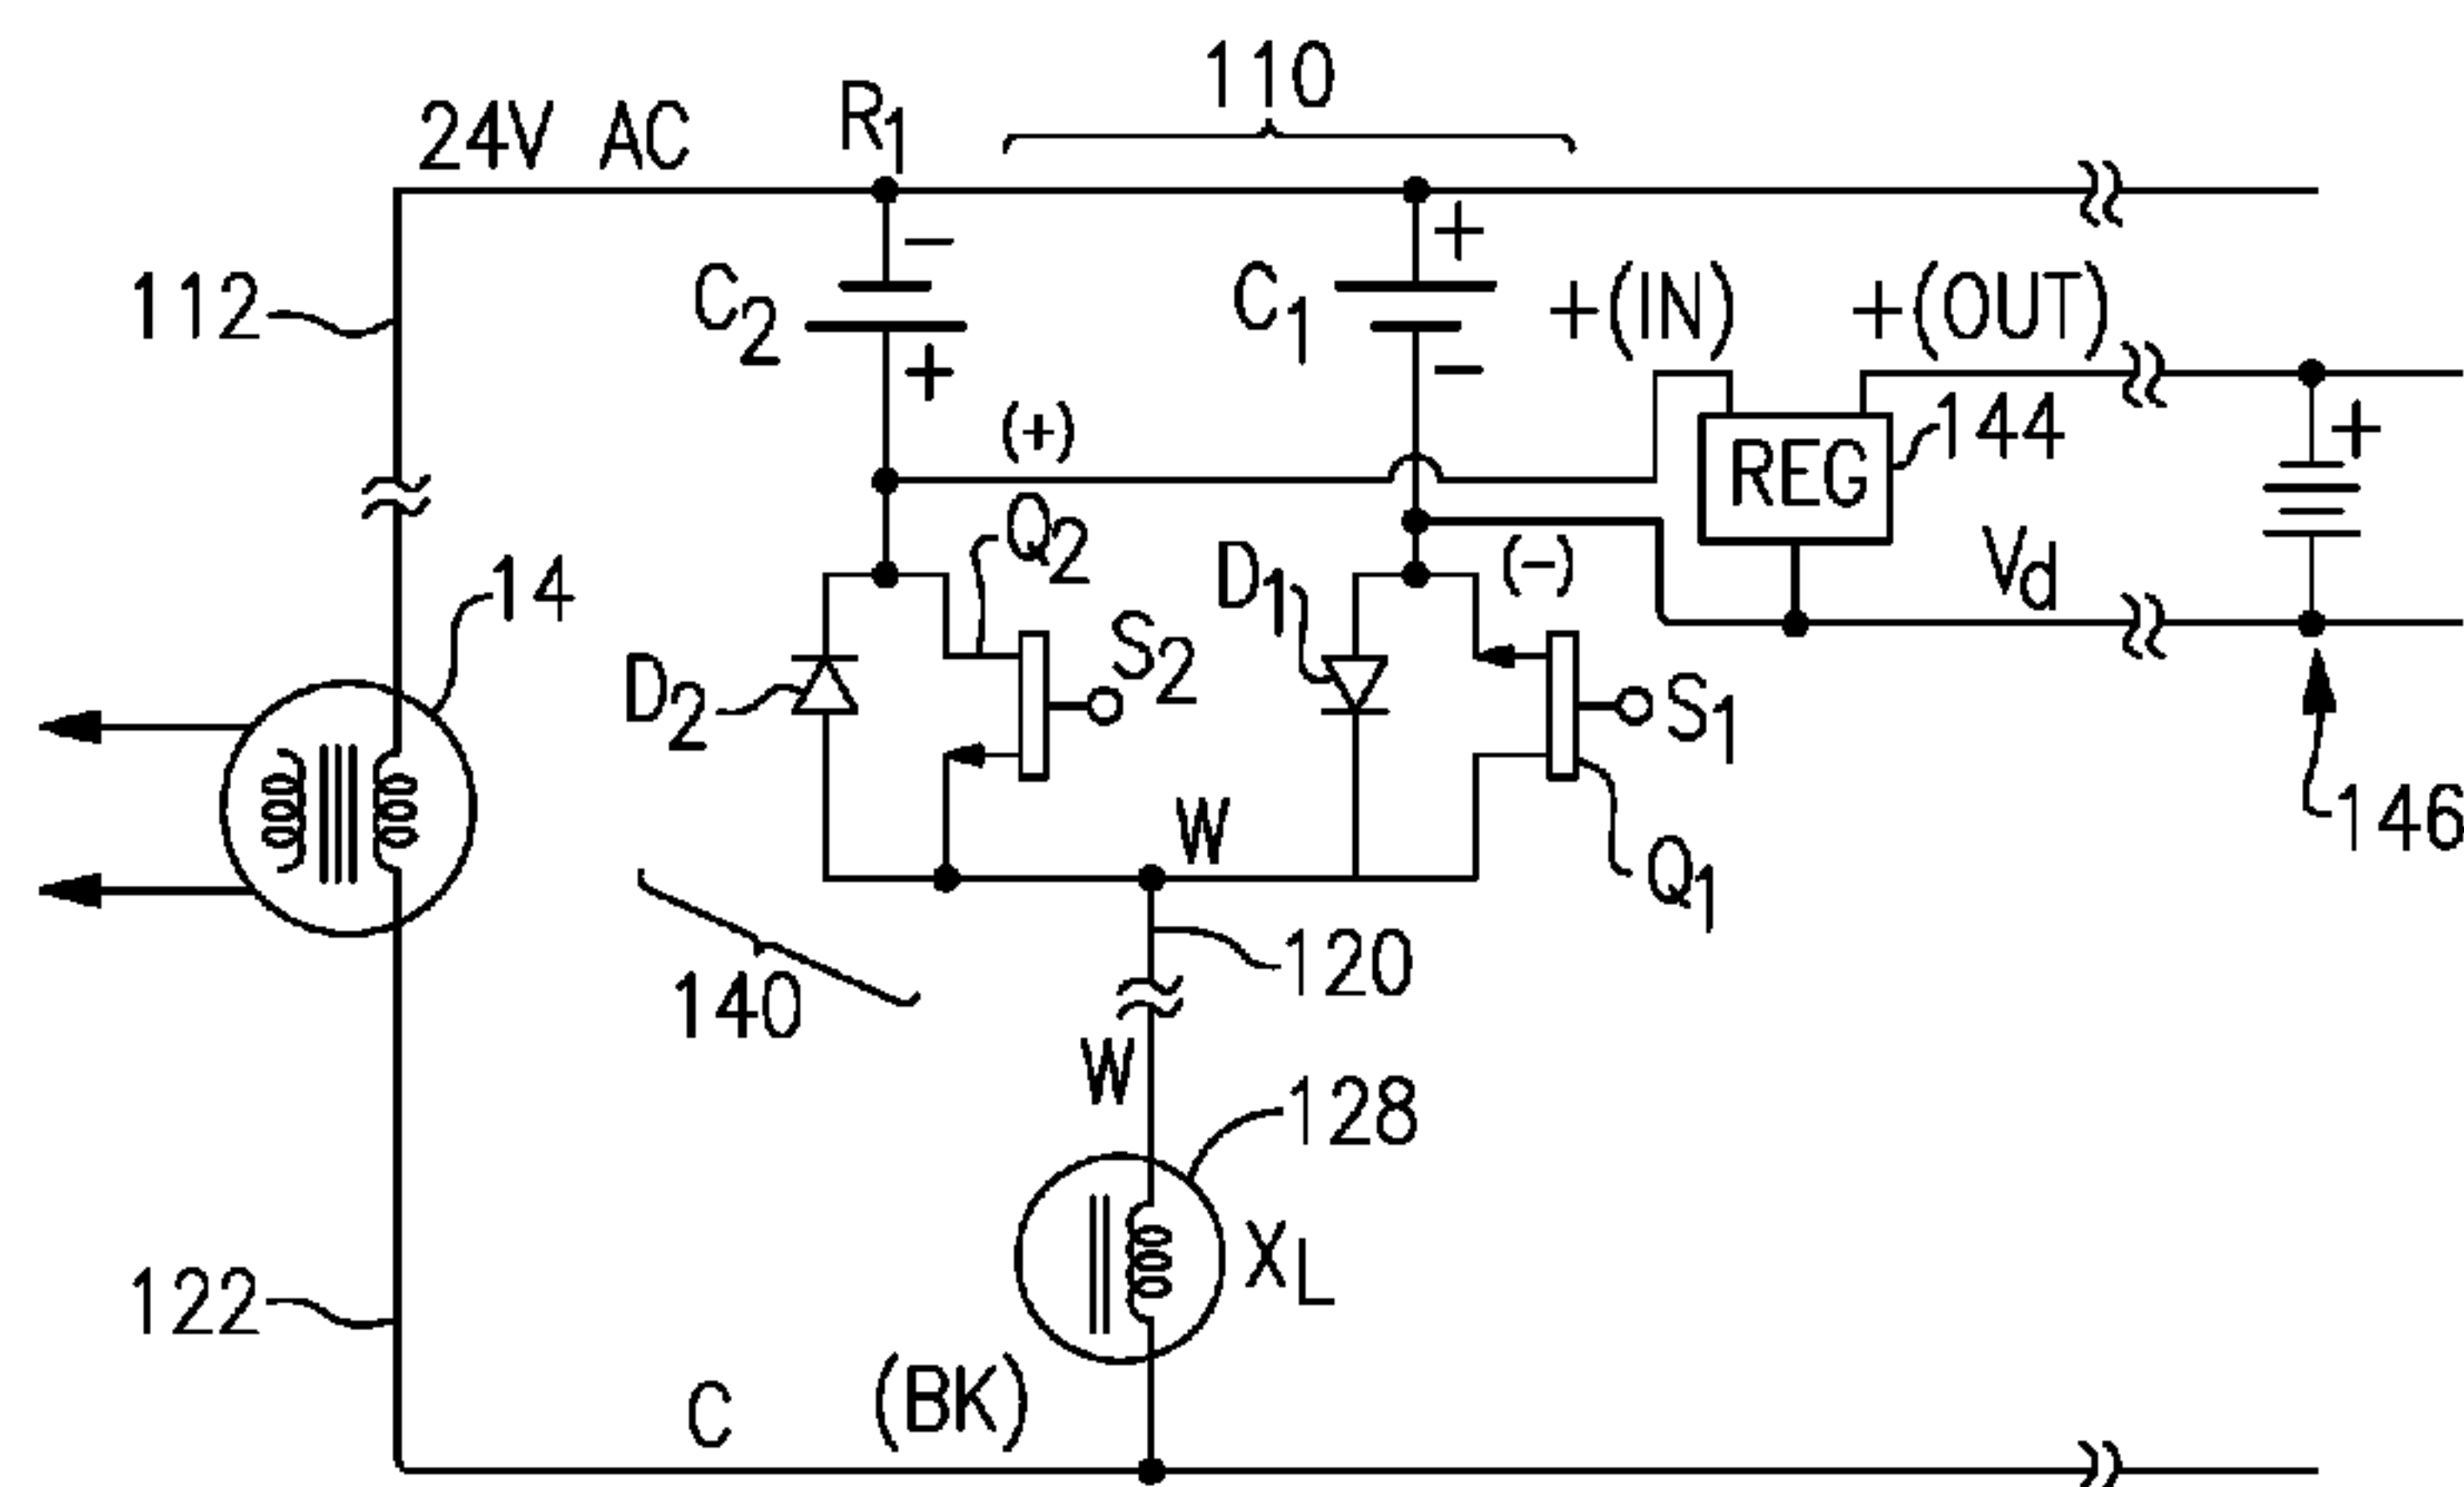 110
24V AC
R1
112
C2
−
+
C1
+
−
+(IN)
+(OUT)
(+)
144
REG
+
14
Q2
D1
(−)
Vd
D2
S2
S1
W
146
Q1
140
120
W
128
XL
122
C (BK)